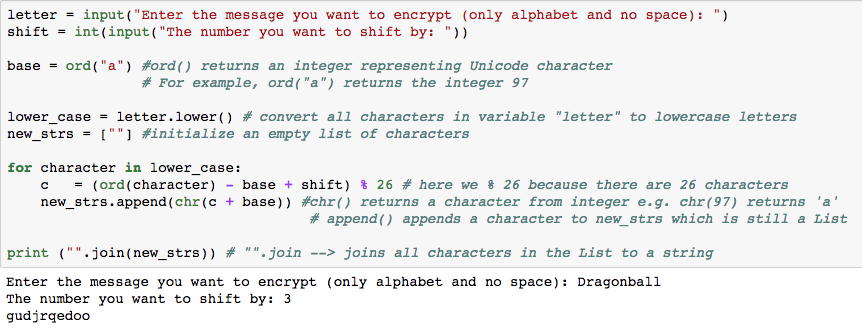 letter = input("Enter the message you want to encrypt (only alphabet and no space): ")
shift = int(input("The number you want to shift by: "))
base = ord("a") #ord() returns an integer representing Unicode character
# For example, ord("a") returns the integer 97
lower_case = letter.lower() # convert all characters in variable "letter" to lowercase letters
new_strs = [""] #initialize an empty list of characters
for character in lower_case:
c   = (ord(character) - base + shift) % 26 # here we % 26 because there are 26 characters
new_strs.append(chr(c + base)) #chr() returns a character from integer e.g. chr(97) returns 'a'
# append() appends a character to new_strs which is still a List
print ("".join(new_strs)) # "".join --> joins all characters in the List to a string
Enter the message you want to encrypt (only alphabet and no space): Dragonball
The number you want to shift by: 3
gudjrqedoo